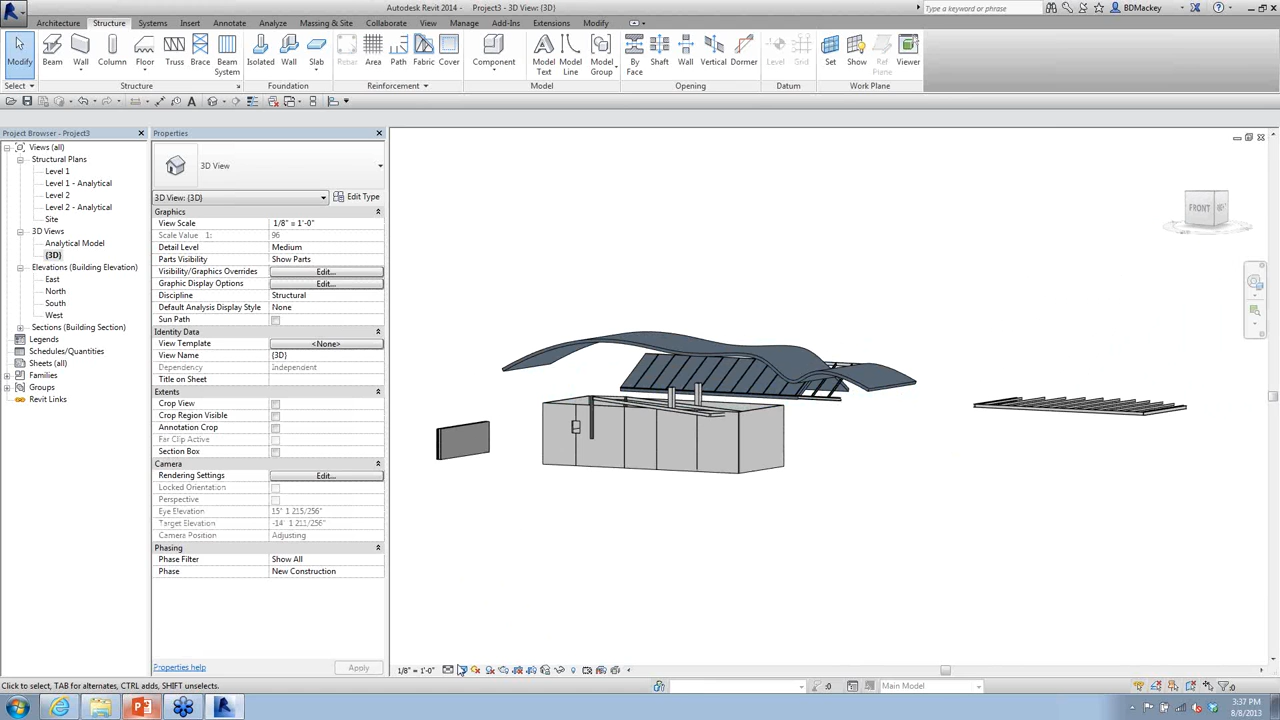 Autodesk Revit 2014 -    Project3 - 3D View: {3D}
Type a keyword or phrase
BDMackey
Architecture Structure Systems Insert Annotate Analyze Massing & Site Collaborate View Manage Add-Ins Extensions Modify
Modify Beam Wall Column Floor Truss Brace Beam System Isolated Wall Slab Rebar Area Path Fabric Cover Component Model Text Model Line Model Group By Face Shaft Wall Vertical Dormer Level Grid Set Show Ref Plane Viewer
Select Structure Foundation Reinforcement Model Opening Datum Work Plane
Project Browser - Project3
Views (all)
Structural Plans
Level 1
Level 1 - Analytical
Level 2
Level 2 - Analytical
Site
3D Views
Analytical Model
{3D}
Elevations (Building Elevation)
East
North
South
West
Sections (Building Section)
Legends
Schedules/Quantities
Sheets (all)
Families
Groups
Revit Links
Properties
3D View
3D View: {3D} Edit Type
Graphics
View Scale 1/8" = 1'-0"
Scale Value 1: 96
Detail Level Medium
Parts Visibility Show Parts
Visibility/Graphics Overrides Edit...
Graphic Display Options Edit...
Discipline Structural
Default Analysis Display Style None
Sun Path
Identity Data
View Template <None>
View Name {3D}
Dependency Independent
Title on Sheet
Extents
Crop View
Crop Region Visible
Annotation Crop
Far Clip Active
Section Box
Camera
Rendering Settings Edit...
Locked Orientation
Perspective
Eye Elevation 15' 1 215/256"
Target Elevation -14' 1 211/256"
Camera Position Adjusting
Phasing
Phase Filter Show All
Phase New Construction
Properties help Apply
FRONT
1/8" = 1'-0"
Click to select, TAB for alternates, CTRL adds, SHIFT unselects.
:0
Main Model
:0
3:37 PM
8/8/2013